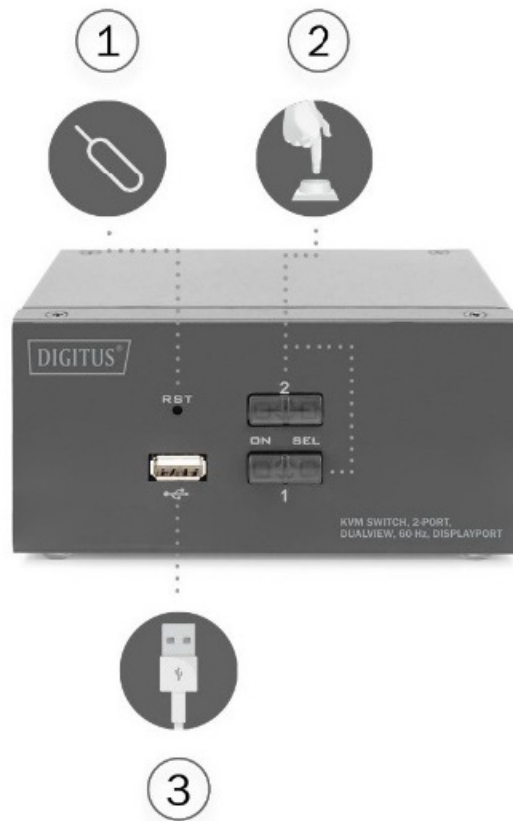 1
2
DIGITUS®
RST
2
ON SEL
1
KVM SWITCH, 2-PORT,
DUALVIEW, 60 Hz, DISPLAYPORT
3